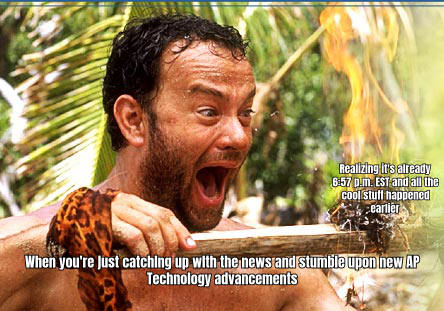 Realizing it's already
6:57 p.m. EST and all the
cool stuff happened
earlier
When you're just catching up with the news and stumble upon new AP
Technology advancements